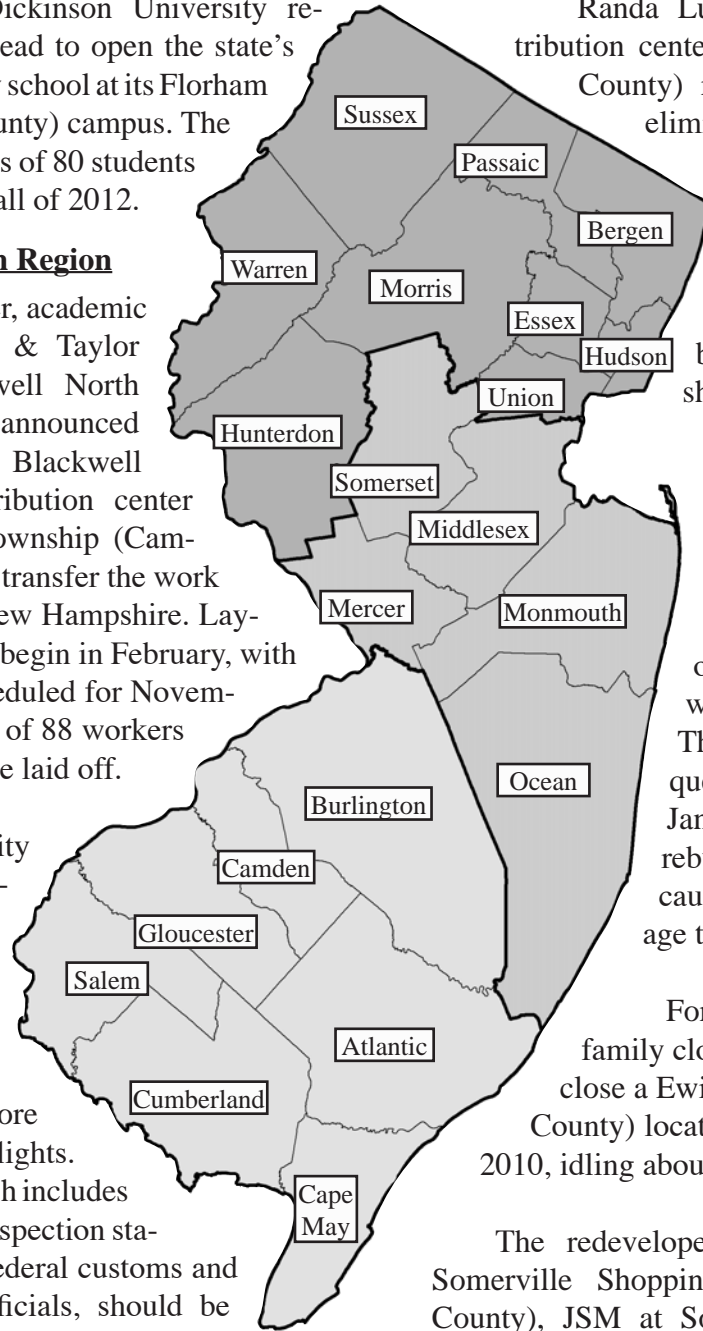 Dickinson University re-
ead to open the state's
school at its Florham
unty) campus. The
s of 80 students
all of 2012.
n Region
er, academic
& Taylor
well North
announced
Blackwell
ribution center
ownship (Cam-
transfer the work
ew Hampshire. Lay-
begin in February, with
eduled for Novem-
of 88 workers
e laid off.
ity
-
ore
lights.
h includes
spection sta-
ederal customs and
ficials, should be
Sussex
Passaic
Bergen
Warren
Morris
Essex
Hudson
Union
Hunterdon
Somerset
Middlesex
Mercer
Monmouth
Ocean
Burlington
Camden
Gloucester
Salem
Atlantic
Cumberland
Cape
May
Randa Lu
tribution cente
County) r
elim
b
sh
o
w
Th
que
Jan
reb
cau
age t
For
family clo
close a Ewi
County) locat
2010, idling abou
The redevelope
Somerville Shoppin
County), JSM at So